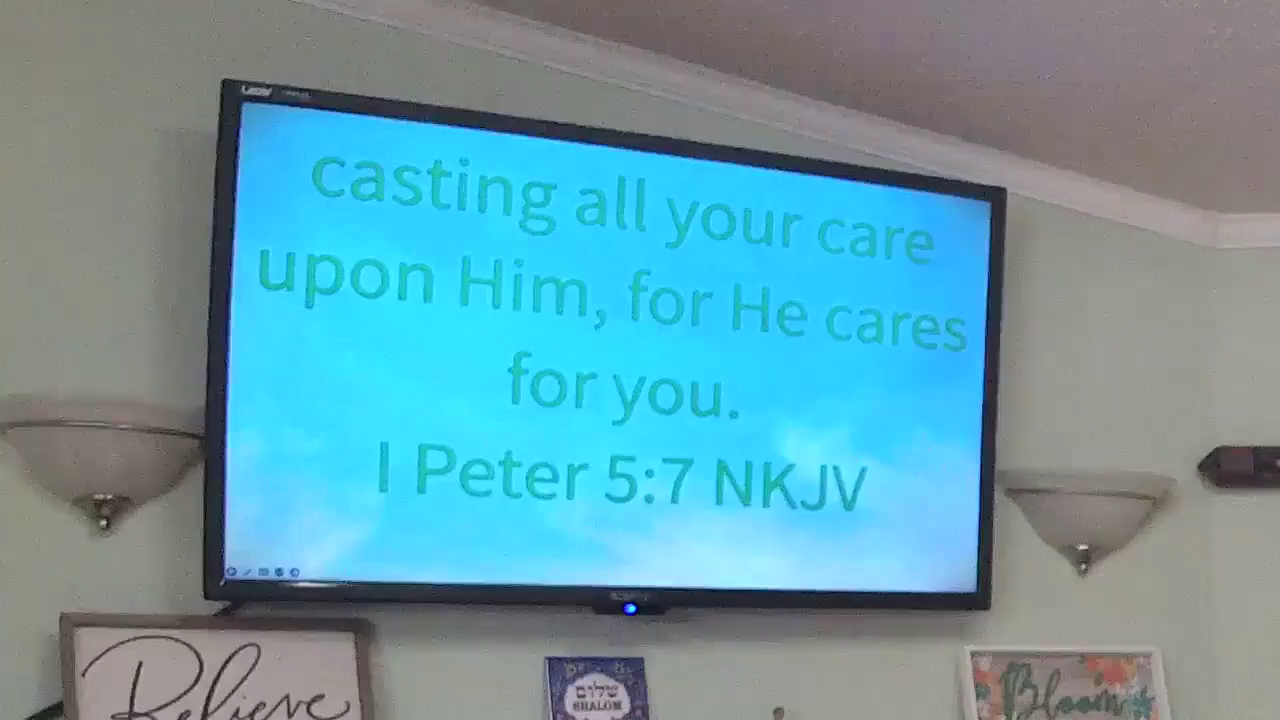 casting all your care
upon Him, for He cares
for you.
I Peter 5:7 NKJV
Believe
שלום
SHALOM
Bloom